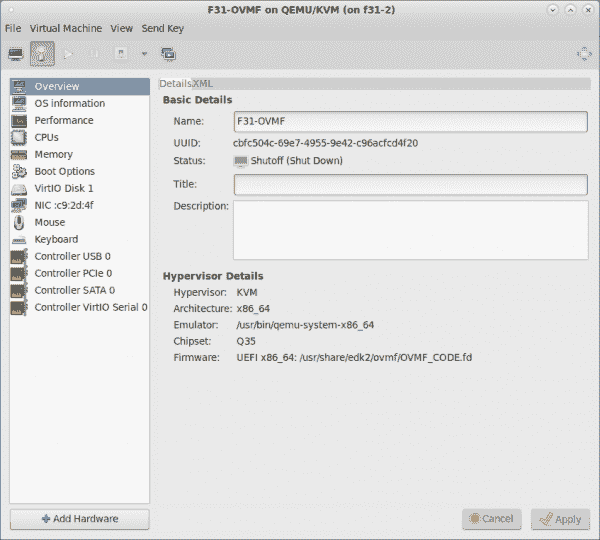 F31-OVMF on QEMU/KVM (on f31-2)
File Virtual Machine View Send Key
Overview
OS information
Performance
CPUs
Memory
Boot Options
VirtIO Disk 1
NIC :c9:2d:4f
Mouse
Keyboard
Controller USB 0
Controller PCIe 0
Controller SATA 0
Controller VirtIO Serial 0
Add Hardware
Details XML
Basic Details
Name: F31-OVMF
UUID: cbfc504c-69e7-4955-9e42-c96acfcd4f20
Status: Shutoff (Shut Down)
Title:
Description:
Hypervisor Details
Hypervisor: KVM
Architecture: x86_64
Emulator: /usr/bin/qemu-system-x86_64
Chipset: Q35
Firmware: UEFI x86_64: /usr/share/edk2/ovmf/OVMF_CODE.fd
Cancel Apply